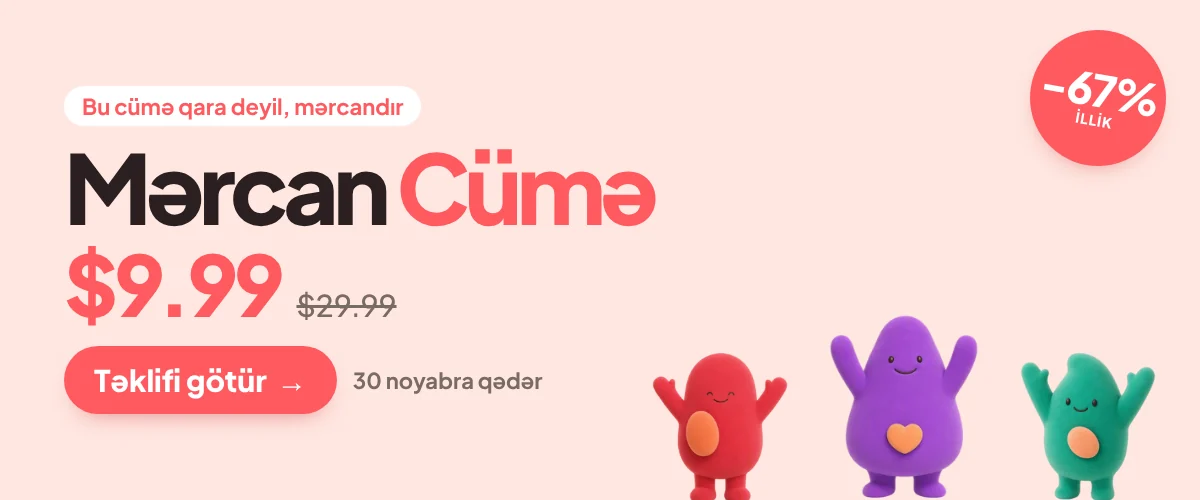 Bu cümə qara deyil, mərcandır
Mərcan Cümə
$9.99 $29.99
Təklifi götür →
30 noyabra qədər
−67%
İLLİK